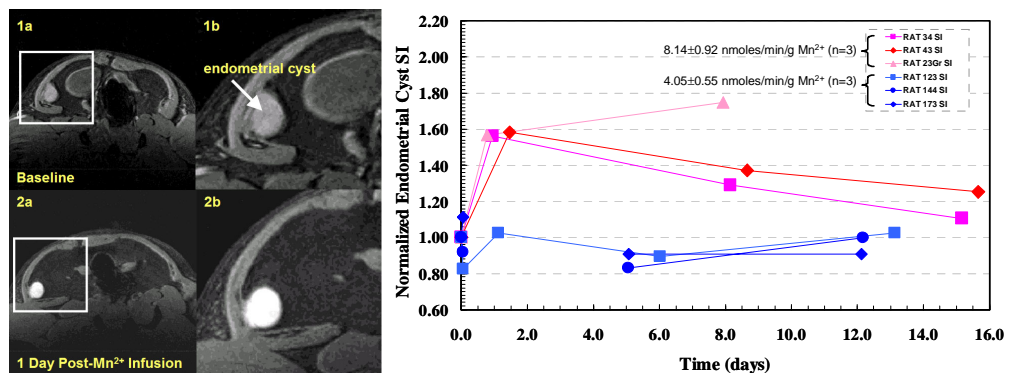 1a
1b
endometrial cyst
Baseline
2a
2b
1 Day Post-Mn²⁺ Infusion
Normalized Endometrial Cyst SI
2.20
2.00
1.80
1.60
1.40
1.20
1.00
0.80
0.60
8.14±0.92 nmoles/min/g Mn²⁺ (n=3)
4.05±0.55 nmoles/min/g Mn²⁺ (n=3)
RAT 34 SI
RAT 43 SI
RAT 23Gr SI
RAT 123 SI
RAT 144 SI
RAT 173 SI
0.0 2.0 4.0 6.0 8.0 10.0 12.0 14.0 16.0
Time (days)